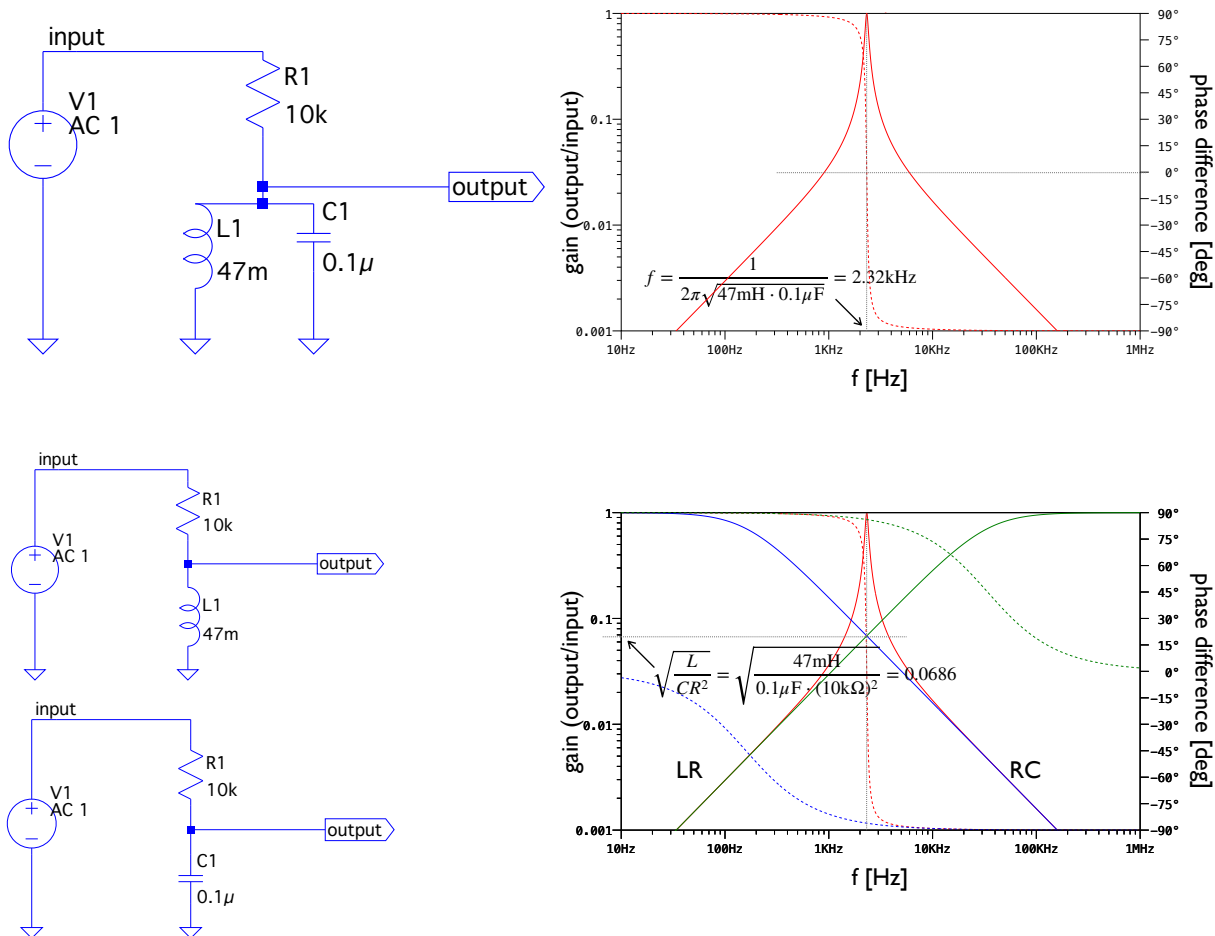 input
R1
10k
V1
AC 1
+
−
output
L1
47m
C1
0.1µ
gain (output/input)
1
0.1
0.01
0.001
10Hz 100Hz 1KHz 10KHz 100KHz 1MHz
f [Hz]
90°
75°
60°
45°
30°
15°
0°
−15°
−30°
−45°
−60°
−75°
−90°
phase difference [deg]
f = 1 / 2π√47mH · 0.1µF = 2.32kHz
input
R1
10k
V1
AC 1
+
−
output
L1
47m
input
R1
10k
V1
AC 1
+
−
output
C1
0.1µ
gain (output/input)
1
0.1
0.01
0.001
10Hz 100Hz 1KHz 10KHz 100KHz 1MHz
f [Hz]
90°
75°
60°
45°
30°
15°
0°
−15°
−30°
−45°
−60°
−75°
−90°
phase difference [deg]
√L / CR² = √47mH / 0.1µF · (10kΩ)² = 0.0686
LR
RC